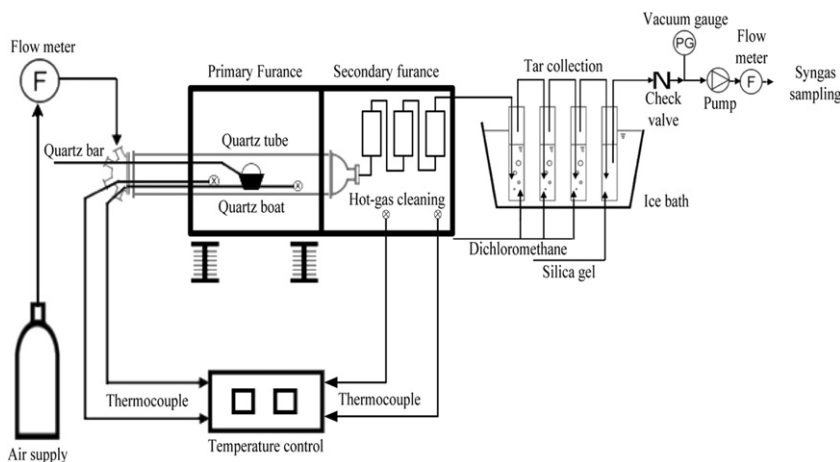 Vacuum gauge
PG
Flow
meter
F
Syngas
sampling
Pump
Check
valve
Flow meter
F
Primary Furance
Secondary furance
Tar collection
Quartz bar
Quartz tube
Quartz boat
Hot-gas cleaning
Ice bath
Dichloromethane
Silica gel
Thermocouple
Thermocouple
Temperature control
Air supply